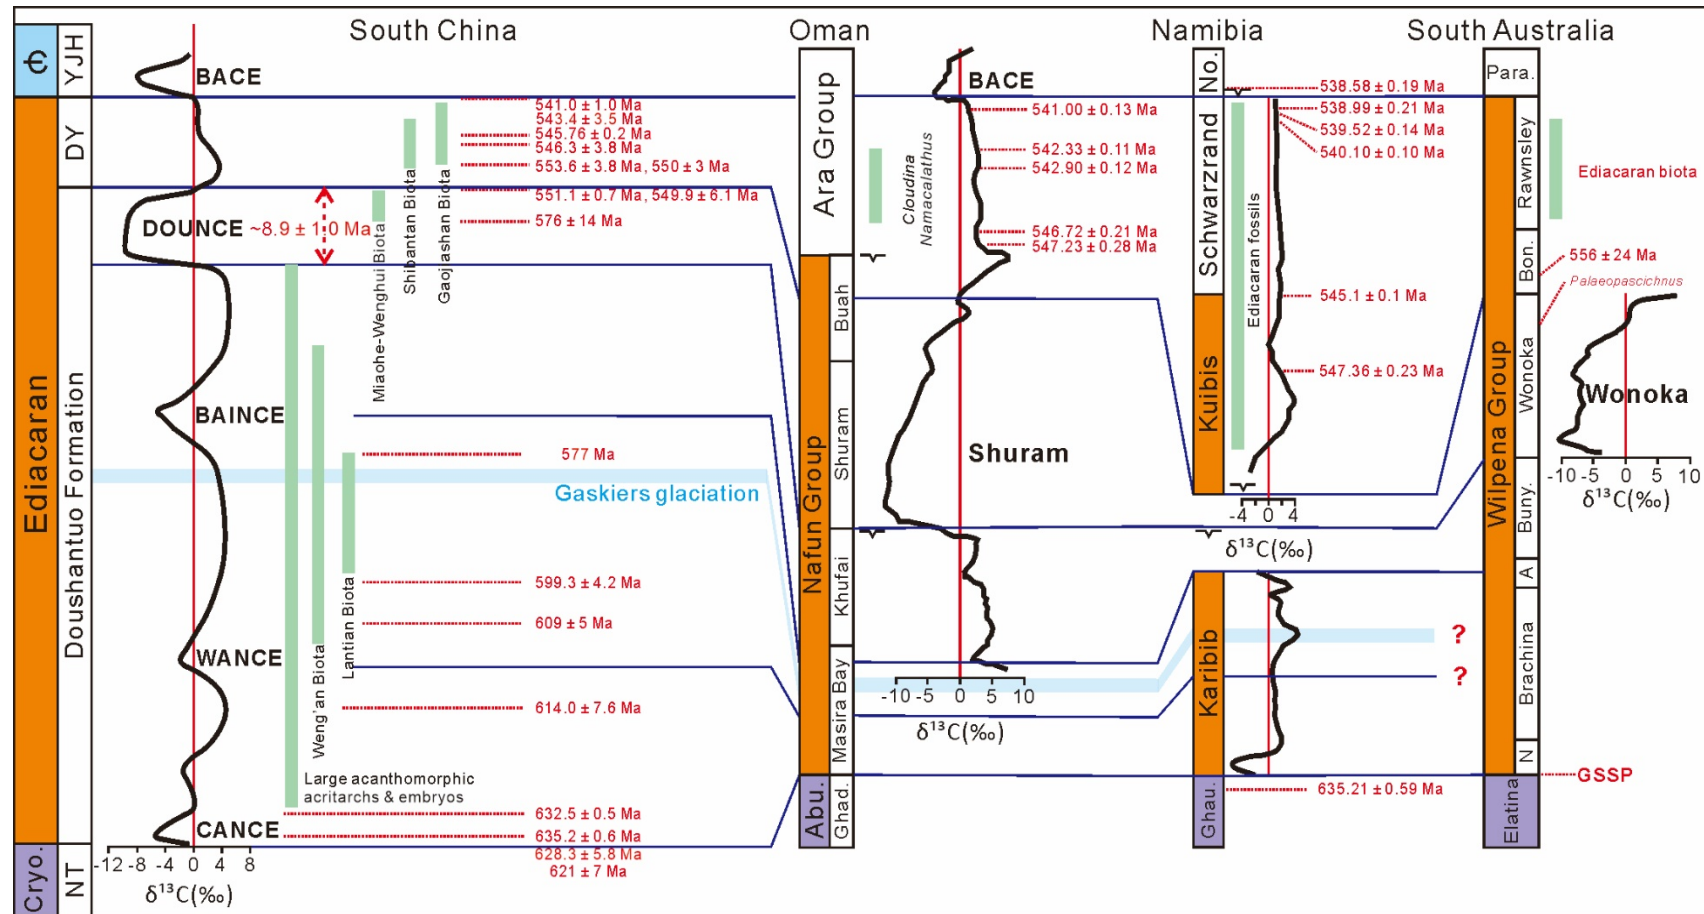 South China
Oman
Namibia
South Australia
Є
YJH
Ediacaran
DY
Doushantuo Formation
Cryo.
NT
BACE
DOUNCE
~8.9 ± 1.0 Ma
BAINCE
WANCE
CANCE
-12 -8 -4 0 4 8
δ¹³C(‰)
Large acanthomorphic
acritarchs & embryos
Weng'an Biota
Lantian Biota
Miaohe-Wenghui Biota
Shibantan Biota
Gaojiashan Biota
541.0 ± 1.0 Ma
543.4 ± 3.5 Ma
545.76 ± 0.2 Ma
546.3 ± 3.8 Ma
553.6 ± 3.8 Ma, 550 ± 3 Ma
551.1 ± 0.7 Ma, 549.9 ± 6.1 Ma
576 ± 14 Ma
577 Ma
Gaskiers glaciation
599.3 ± 4.2 Ma
609 ± 5 Ma
614.0 ± 7.6 Ma
632.5 ± 0.5 Ma
635.2 ± 0.6 Ma
628.3 ± 5.8 Ma
621 ± 7 Ma
Ara Group
Nafun Group
Buah
Shuram
Khufai
Masira Bay
Abu.
Ghad.
Cloudina
Namacalathus
BACE
541.00 ± 0.13 Ma
542.33 ± 0.11 Ma
542.90 ± 0.12 Ma
546.72 ± 0.21 Ma
547.23 ± 0.28 Ma
Shuram
-10 -5 0 5 10
δ¹³C(‰)
No.
Schwarzrand
Kuibis
Karibib
Ghau.
Ediacaran fossils
538.58 ± 0.19 Ma
538.99 ± 0.21 Ma
539.52 ± 0.14 Ma
540.10 ± 0.10 Ma
545.1 ± 0.1 Ma
547.36 ± 0.23 Ma
-4 0 4
δ¹³C(‰)
?
?
635.21 ± 0.59 Ma
Para.
Wilpena Group
Rawnsley
Bon.
Wonoka
Buny.
A
Brachina
N
Elatina
Ediacaran biota
556 ± 24 Ma
Palaeopascichnus
Wonoka
-10 -5 0 5 10
δ¹³C(‰)
GSSP